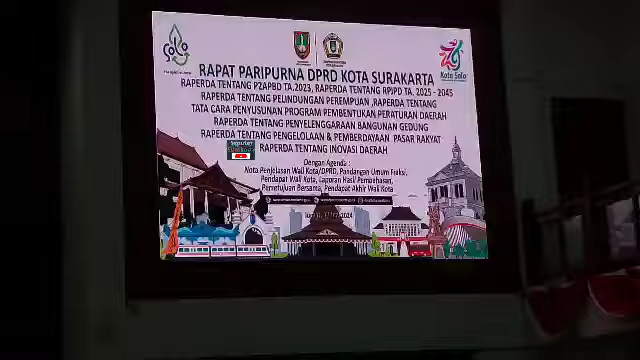 Solo
Kota Solo
RAPAT PARIPURNA DPRD KOTA SURAKARTA
RAPERDA TENTANG P2APBD TA.2023, RAPERDA TENTANG RPJPD TA. 2025 - 2045
RAPERDA TENTANG PELINDUNGAN PEREMPUAN ,RAPERDA TENTANG
TATA CARA PENYUSUNAN PROGRAM PEMBENTUKAN PERATURAN DAERAH
RAPERDA TENTANG PENYELENGGARAAN BANGUNAN GEDUNG
RAPERDA TENTANG PENGELOLAAN & PEMBERDAYAAN PASAR RAKYAT
RAPERDA TENTANG INOVASI DAERAH
Dengan Agenda :
Nota Penjelasan Wali Kota/DPRD, Pandangan Umum Fraksi,
Pendapat Wali Kota, Laporan Hasil Pembahasan,
Persetujuan Bersama, Pendapat Akhir Wali Kota
2024